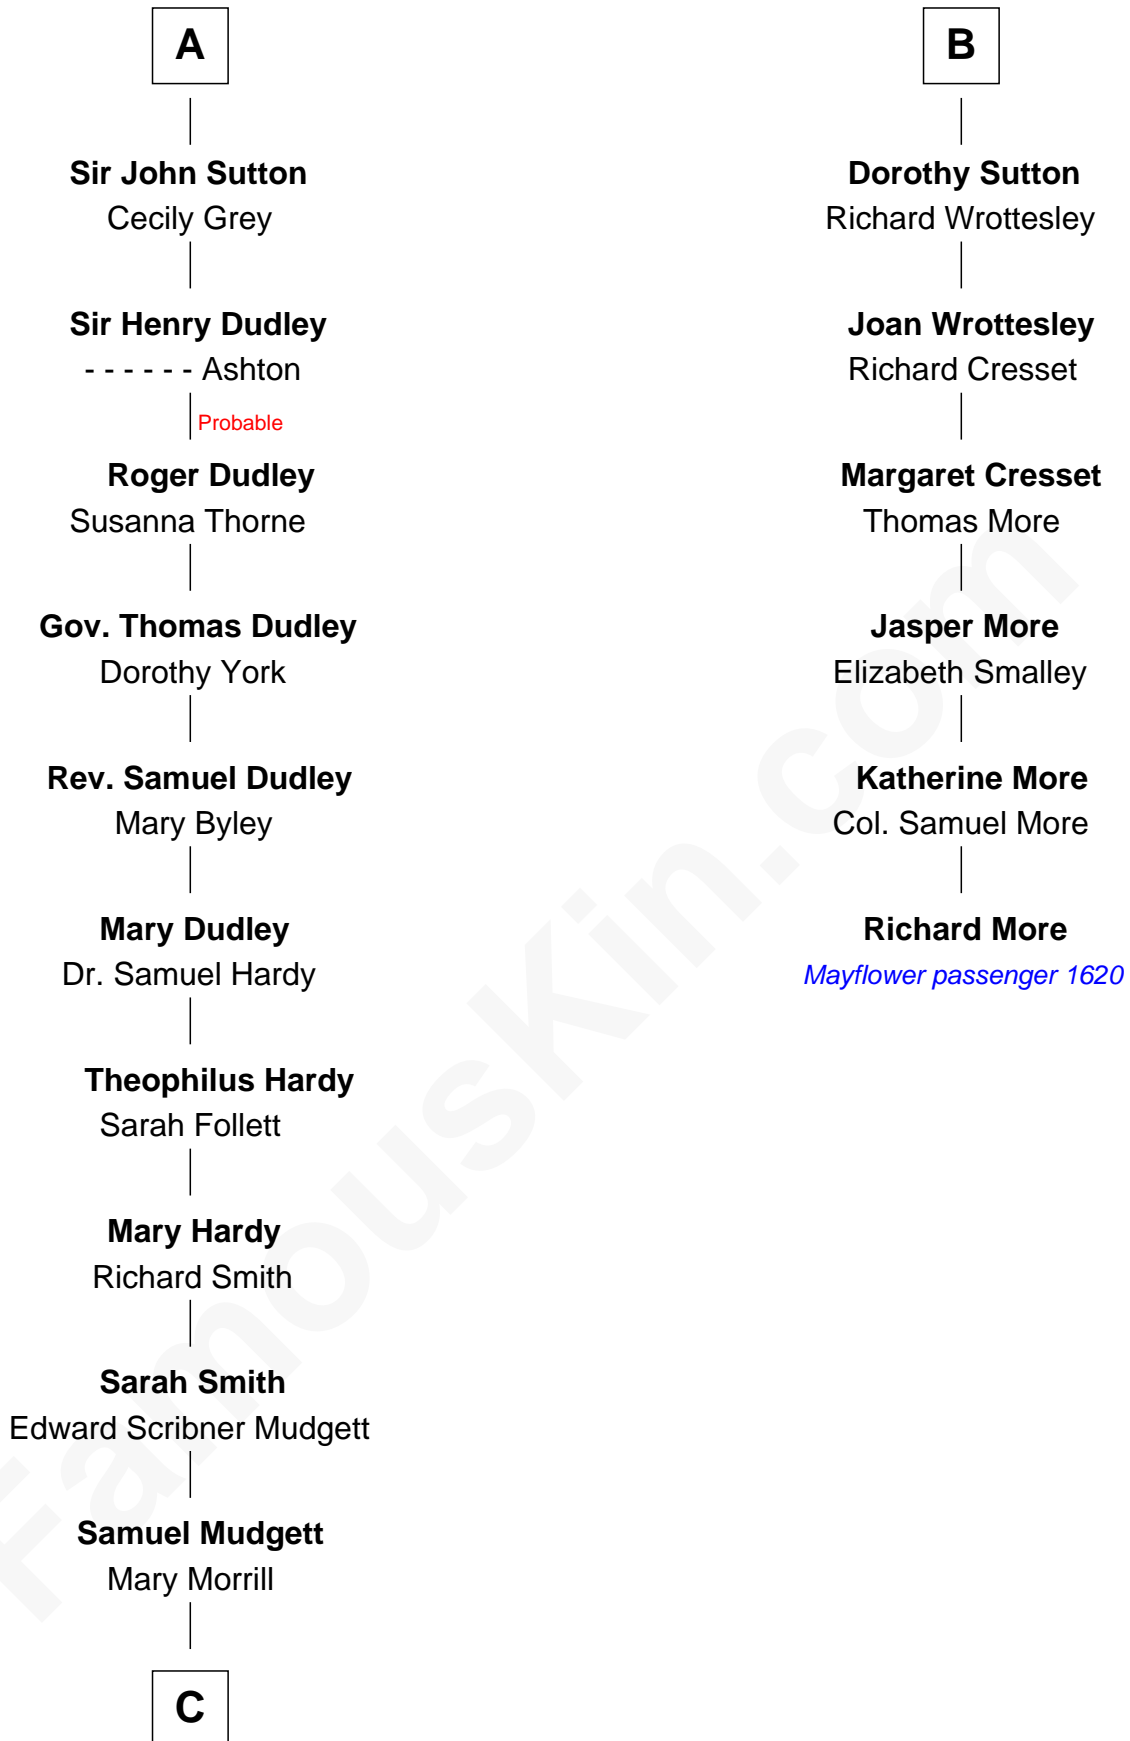 A
Sir John Sutton
Cecily Grey
Sir Henry Dudley
- - - - - - Ashton
Probable
Roger Dudley
Susanna Thorne
Gov. Thomas Dudley
Dorothy York
Rev. Samuel Dudley
Mary Byley
Mary Dudley
Dr. Samuel Hardy
Theophilus Hardy
Sarah Follett
Mary Hardy
Richard Smith
Sarah Smith
Edward Scribner Mudgett
Samuel Mudgett
Mary Morrill
C
B
Dorothy Sutton
Richard Wrottesley
Joan Wrottesley
Richard Cresset
Margaret Cresset
Thomas More
Jasper More
Elizabeth Smalley
Katherine More
Col. Samuel More
Richard More
Mayflower passenger 1620
FamousKin.com